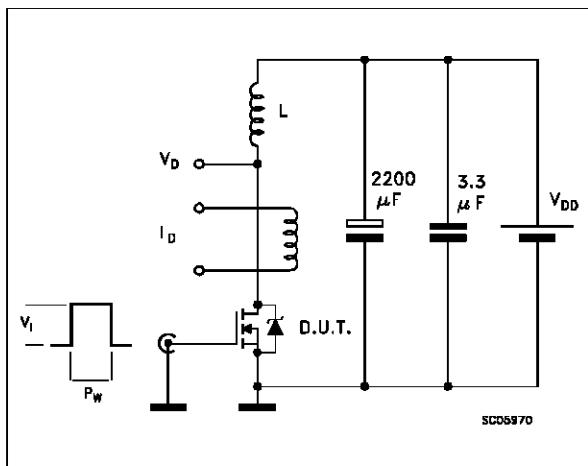 L
V_D
2200
µF
3.3
µF
V_DD
I_D
V_I
D.U.T.
P_W
SC05970